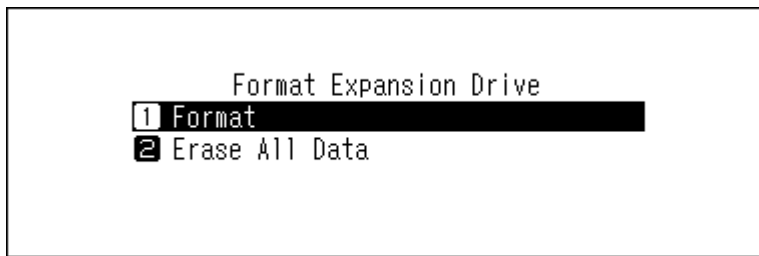 Format Expansion Drive
1 Format
2 Erase All Data